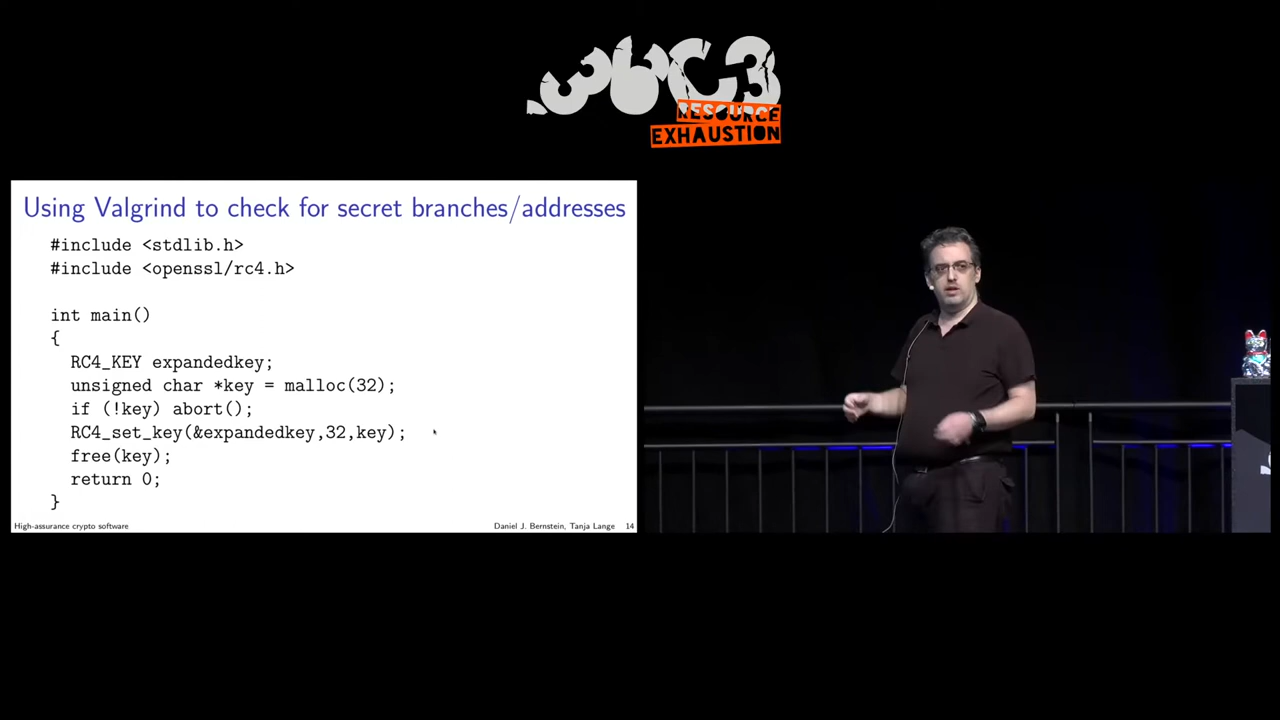 36C3
RESOURCE
EXHAUSTION
Using Valgrind to check for secret branches/addresses
#include <stdlib.h>
#include <openssl/rc4.h>
int main()
{
RC4_KEY expandedkey;
unsigned char *key = malloc(32);
if (!key) abort();
RC4_set_key(&expandedkey,32,key);
free(key);
return 0;
}
High-assurance crypto software
Daniel J. Bernstein, Tanja Lange 14